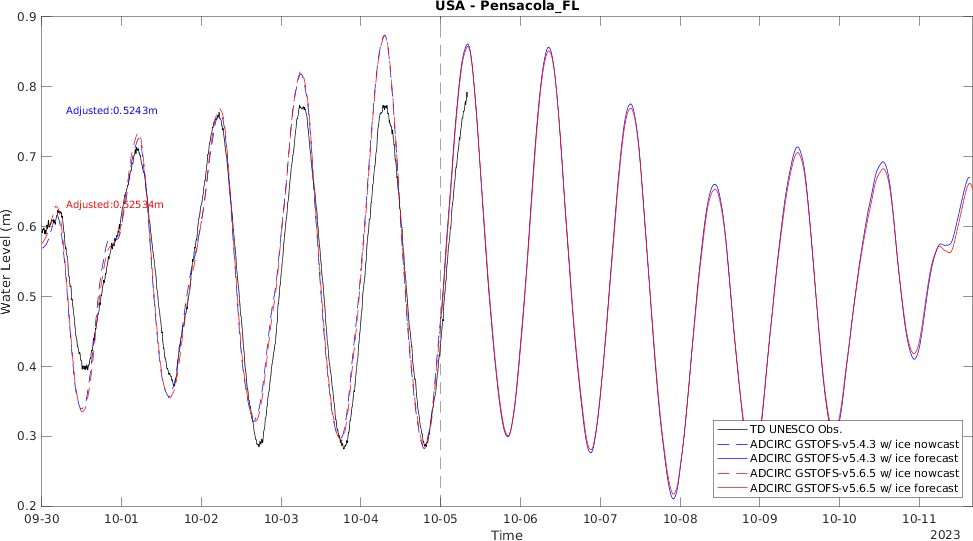 USA - Pensacola_FL
0.9
0.8
Adjusted:0.5243m
0.7
Adjusted:0.52534m
0.6
Water Level (m)
0.5
0.4
0.3
0.2
TD UNESCO Obs.
ADCIRC GSTOFS-v5.4.3 w/ ice nowcast
ADCIRC GSTOFS-v5.4.3 w/ ice forecast
ADCIRC GSTOFS-v5.6.5 w/ ice nowcast
ADCIRC GSTOFS-v5.6.5 w/ ice forecast
09-30 10-01 10-02 10-03 10-04 10-05 10-06 10-07 10-08 10-09 10-10 10-11
2023
Time